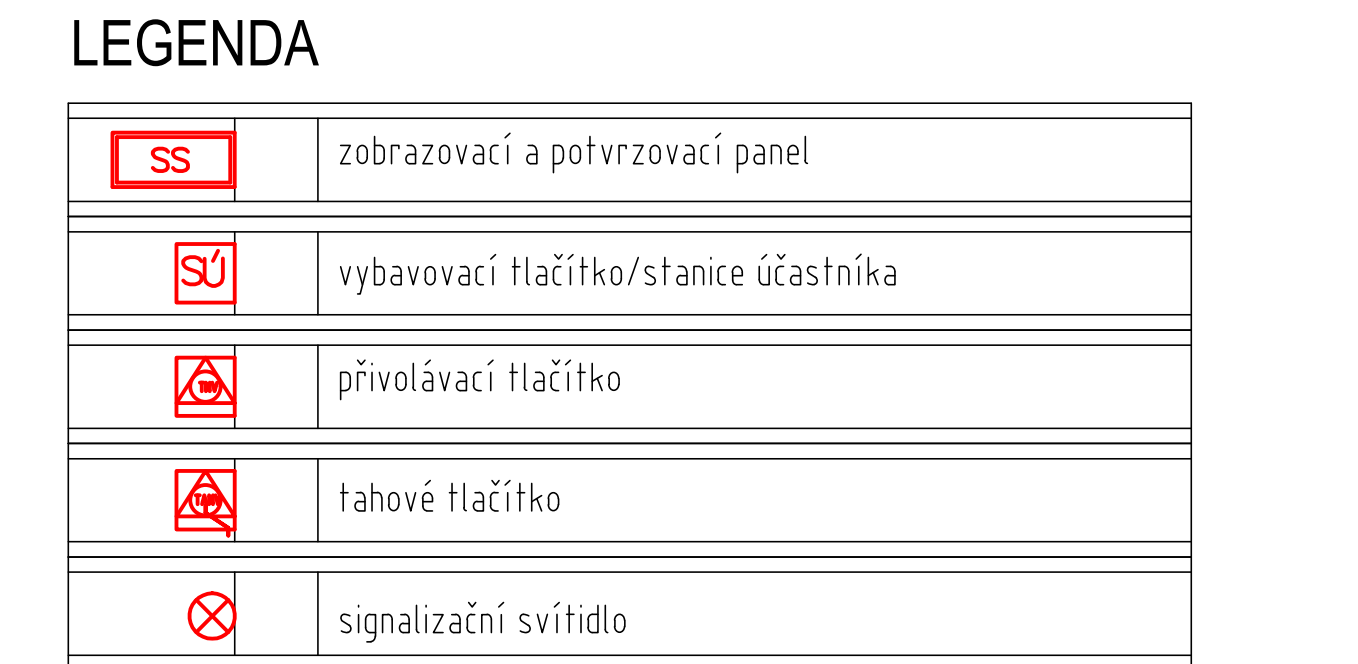 LEGENDA
SS zobrazovací a potvrzovací panel
SÚ vybavovací tlačítko/stanice účastníka
přivolávací tlačítko
tahové tlačítko
signalizační svítidlo